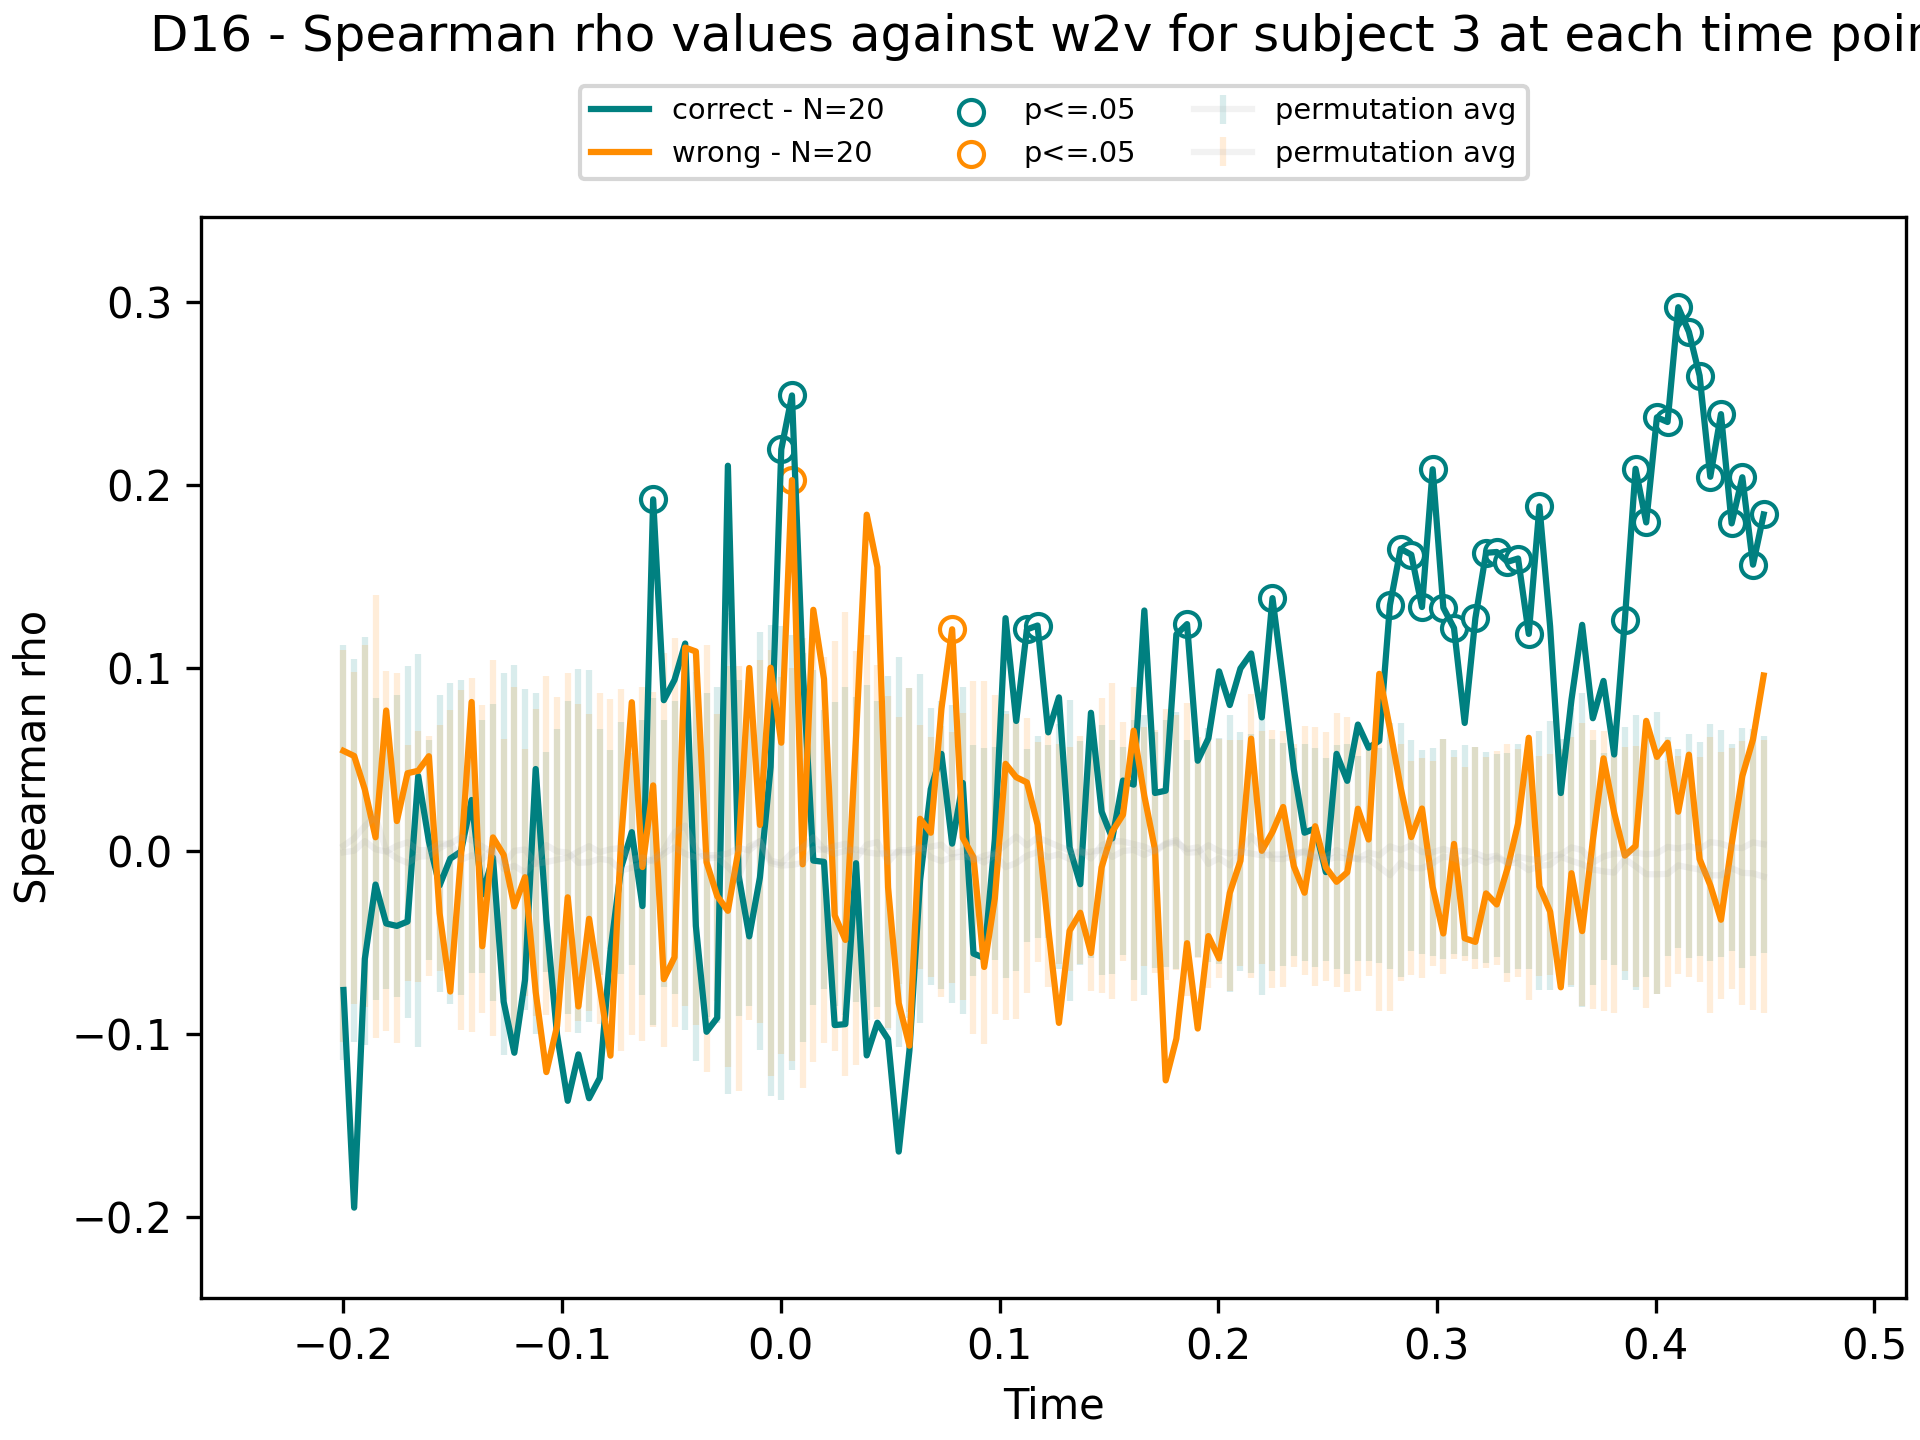 D16 - Spearman rho values against w2v for subject 3 at each time
correct - N=20 p<=.05 permutation avg
wrong - N=20 p<=.05 permutation avg
Spearman rho
0.3
0.2
0.1
0.0
−0.1
−0.2
−0.2 −0.1 0.0 0.1 0.2 0.3 0.4 0.5
Time